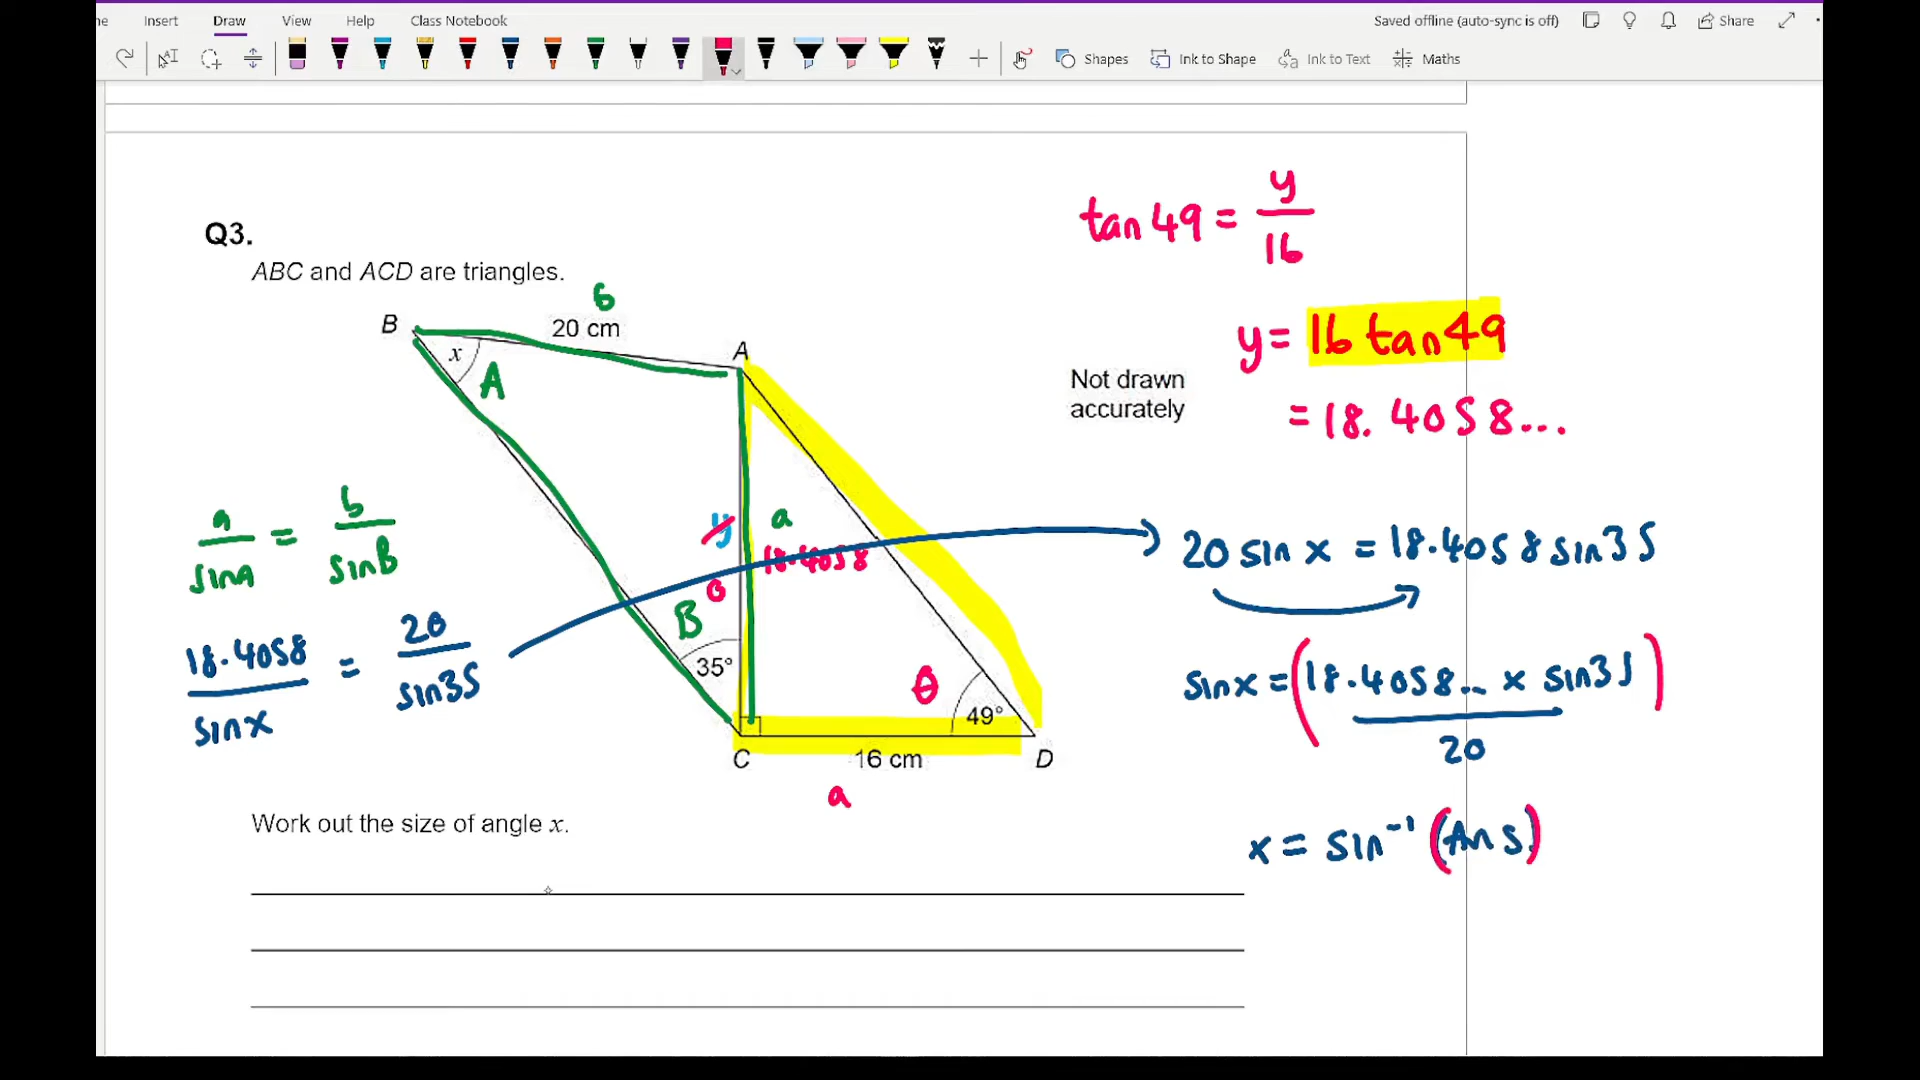 Insert Draw View Help Class Notebook Saved offline (auto-sync is off) Share
Shapes Ink to Shape Ink to Text Maths
Q3.
ABC and ACD are triangles.
6
B
20 cm
A
x
A
Not drawn
accurately
tan 49 = y/16
y = 16 tan 49
= 18.4058...
a/sinA = b/sinB
y
a
18.4058
o
B
35°
θ
49°
C
16 cm
D
a
18.4058/sinx = 20/sin35
20 sin x = 18.4058 sin35
sinx = (18.4058.. x sin35)/20
x = sin⁻¹ (Ans)
Work out the size of angle x.